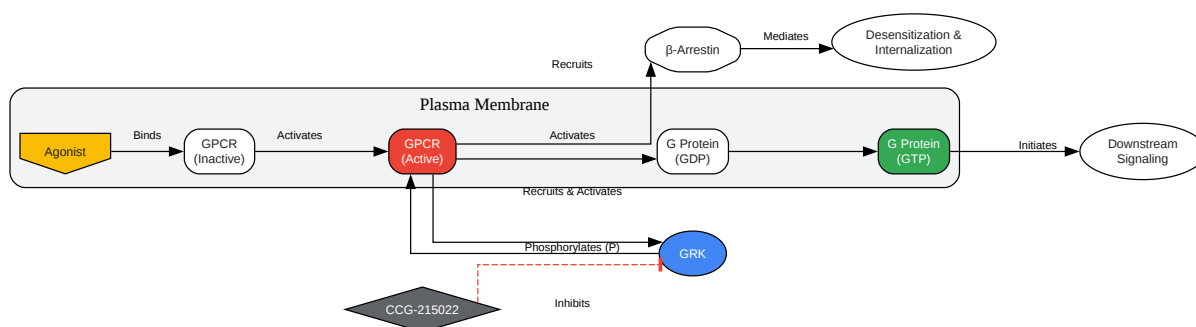 β-Arrestin
Mediates
Desensitization &
Internalization
Recruits
Plasma Membrane
Agonist
Binds
GPCR
(Inactive)
Activates
GPCR
(Active)
Activates
G Protein
(GDP)
G Protein
(GTP)
Initiates
Downstream
Signaling
Recruits & Activates
Phosphorylates (P)
GRK
CCG-215022
Inhibits